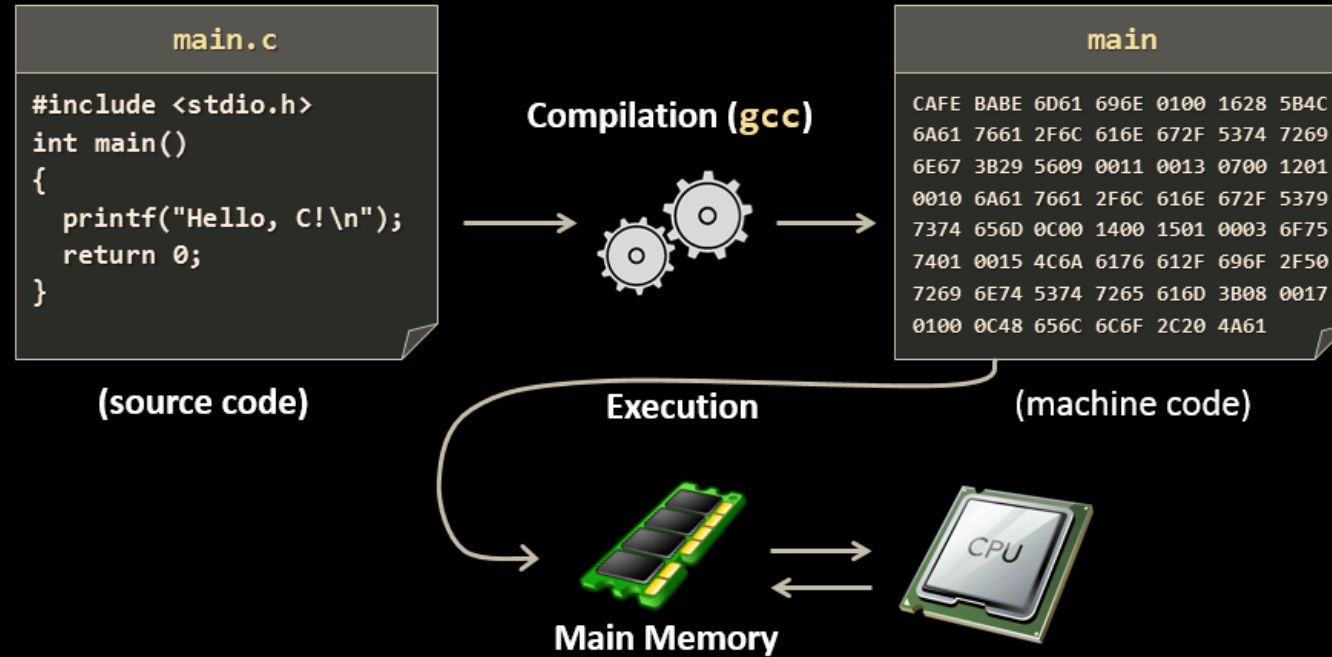 main.c
#include <stdio.h>
int main()
{
  printf("Hello, C!\n");
  return 0;
}
(source code)
Compilation (gcc)
main
CAFE BABE 6D61 696E 0100 1628 5B4C
6A61 7661 2F6C 616E 672F 5374 7269
6E67 3B29 5609 0011 0013 0700 1201
0010 6A61 7661 2F6C 616E 672F 5379
7374 656D 0C00 1400 1501 0003 6F75
7401 0015 4C6A 6176 612F 696F 2F50
7269 6E74 5374 7265 616D 3B08 0017
0100 0C48 656C 6C6F 2C20 4A61
(machine code)
Execution
Main Memory
CPU